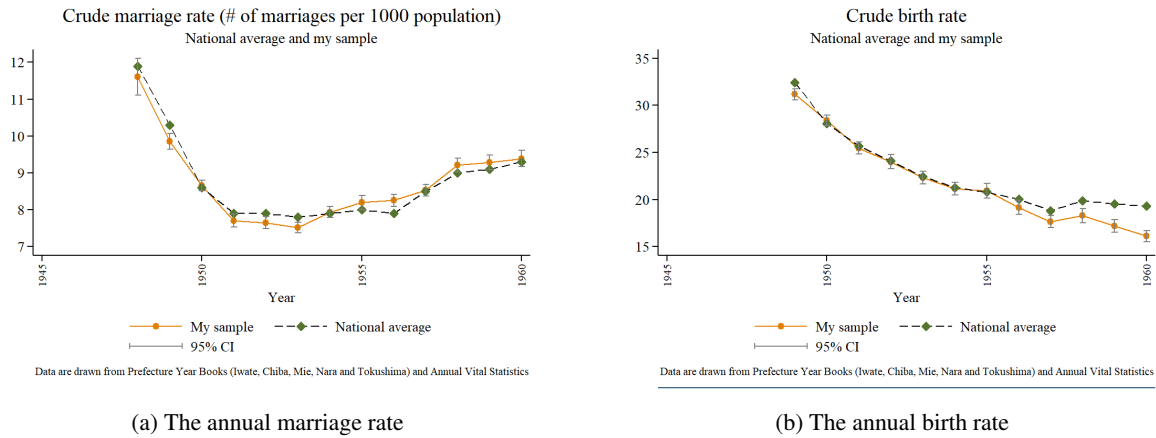 Crude marriage rate (# of marriages per 1000 population)
National average and my sample
12
11
10
9
8
7
1945
1950
1955
1960
Year
My sample
National average
95% CI
Data are drawn from Prefecture Year Books (Iwate, Chiba, Mie, Nara and Tokushima) and Annual Vital Statistics
(a) The annual marriage rate
Crude birth rate
National average and my sample
35
30
25
20
15
1945
1950
1955
1960
Year
My sample
National average
95% CI
Data are drawn from Prefecture Year Books (Iwate, Chiba, Mie, Nara and Tokushima) and Annual Vital Statistics
(b) The annual birth rate